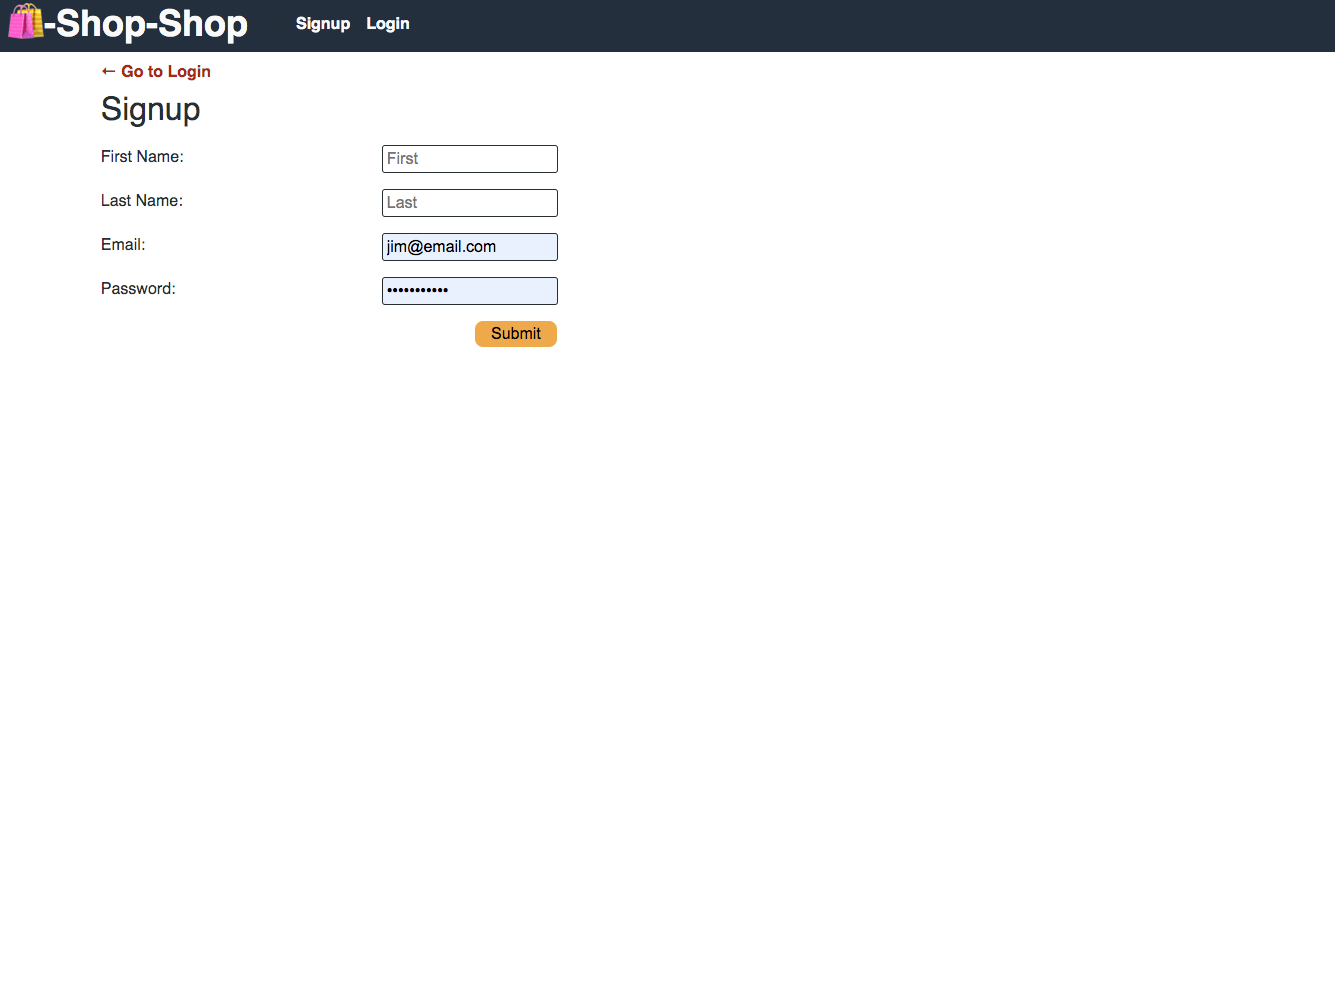 -Shop-Shop Signup Login
← Go to Login
Signup
First Name: First
Last Name: Last
Email: jim@email.com
Password: •••••••••••
Submit